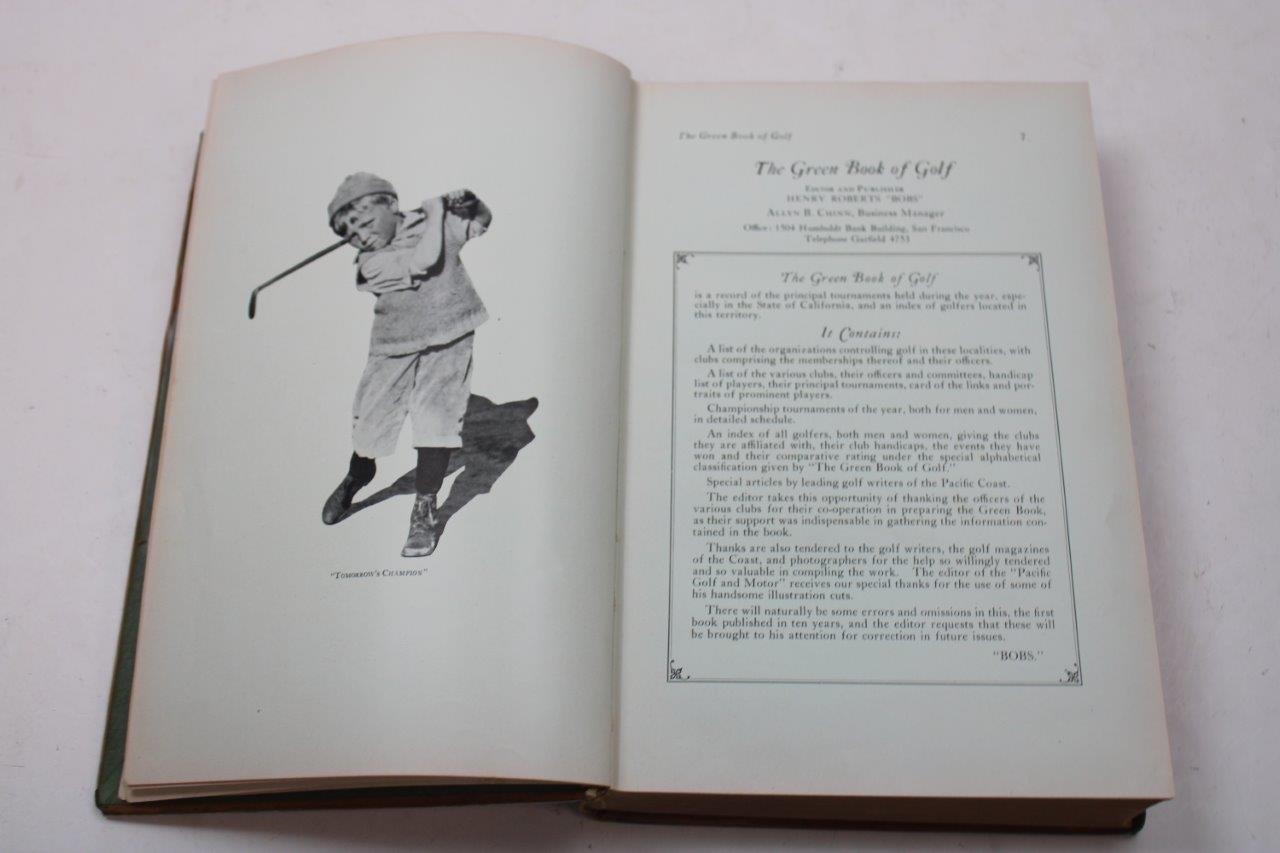 "Tomorrow's Champion"
The Green Book of Golf 7
The Green Book of Golf
Editor and Publisher
HENRY ROBERTS "BOBS"
Allyn B. Chinn, Business Manager
Office: 1504 Humboldt Bank Building, San Francisco
Telephone Garfield 4753
The Green Book of Golf
is a record of the principal tournaments held during the year, espe-
cially in the State of California, and an index of golfers located in
this territory.
It Contains:
A list of the organizations controlling golf in these localities, with
clubs comprising the memberships thereof and their officers.
A list of the various clubs, their officers and committees, handicap
list of players, their principal tournaments, card of the links and por-
traits of prominent players.
Championship tournaments of the year, both for men and women,
in detailed schedule.
An index of all golfers, both men and women, giving the clubs
they are affiliated with, their club handicaps, the events they have
won and their comparative rating under the special alphabetical
classification given by "The Green Book of Golf."
Special articles by leading golf writers of the Pacific Coast.
The editor takes this opportunity of thanking the officers of the
various clubs for their co-operation in preparing the Green Book,
as their support was indispensable in gathering the information con-
tained in the book.
Thanks are also tendered to the golf writers, the golf magazines
of the Coast, and photographers for the help so willingly tendered
and so valuable in compiling the work. The editor of the "Pacific
Golf and Motor" receives our special thanks for the use of some of
his handsome illustration cuts.
There will naturally be some errors and omissions in this, the first
book published in ten years, and the editor requests that these will
be brought to his attention for correction in future issues.
"BOBS."